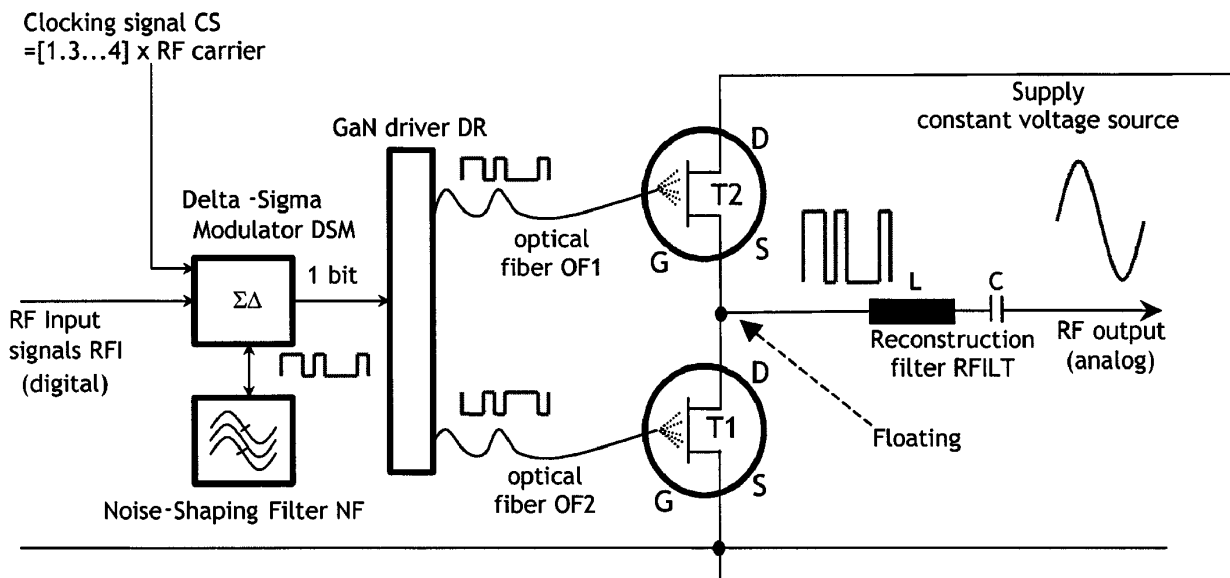 Clocking signal CS
=[1.3...4] x RF carrier
Supply
constant voltage source
GaN driver DR
D
T2
Delta -Sigma
Modulator DSM
optical
fiber OF1
G
S
1 bit
ΣΔ
L
C
RF Input
signals RFI
(digital)
Reconstruction
filter RFILT
RF output
(analog)
D
T1
Floating
optical
fiber OF2
G
S
Noise-Shaping Filter NF